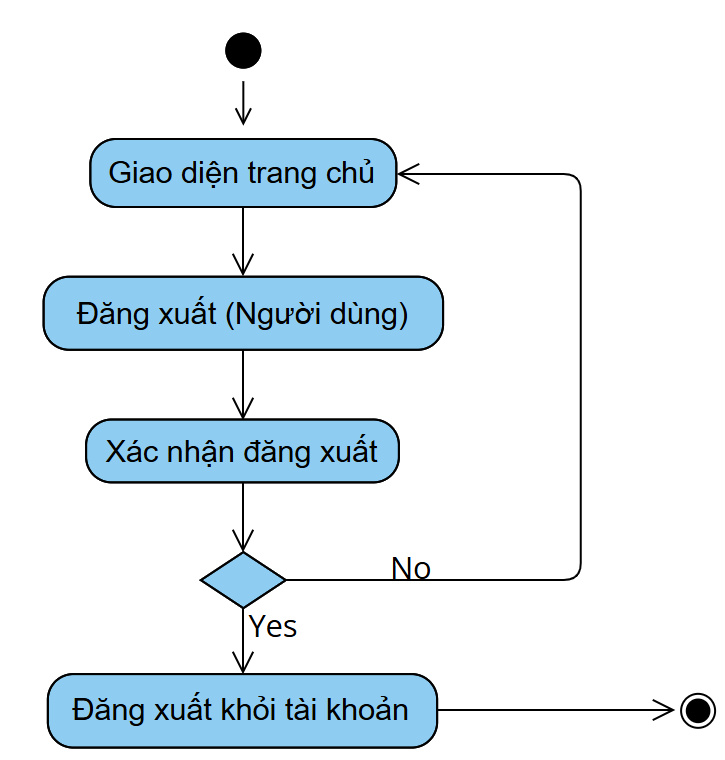 Giao diện trang chủ
Đăng xuất (Người dùng)
Xác nhận đăng xuất
No
Yes
Đăng xuất khỏi tài khoản